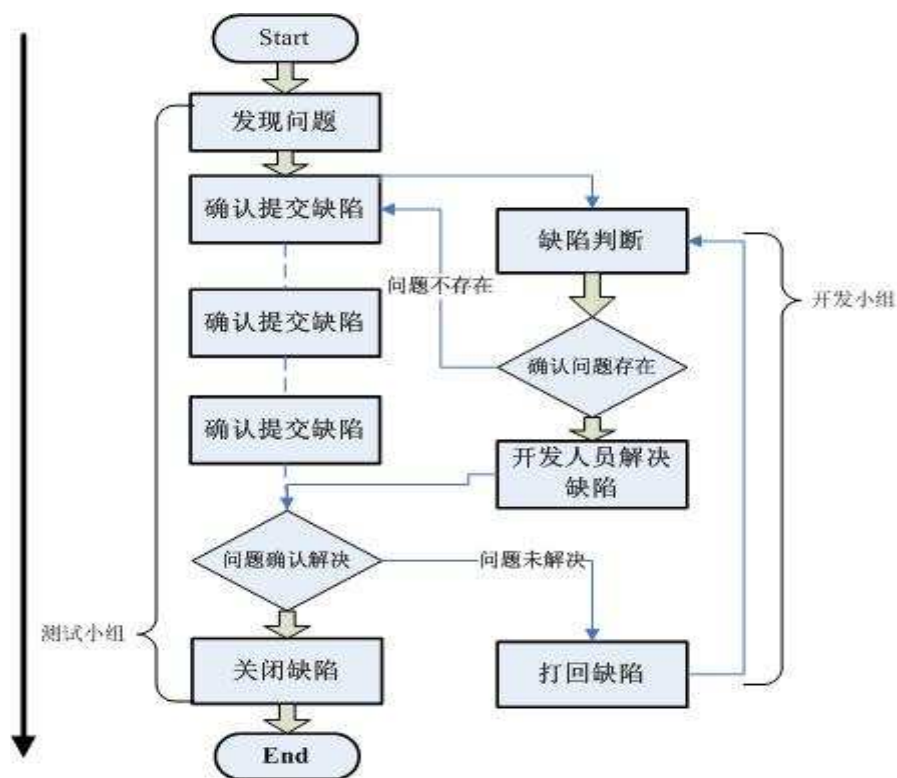 Start
发现问题
确认提交缺陷
缺陷判断
问题不存在
开发小组
确认提交缺陷
确认问题存在
确认提交缺陷
开发人员解决
缺陷
问题确认解决
问题未解决
测试小组
关闭缺陷
打回缺陷
End